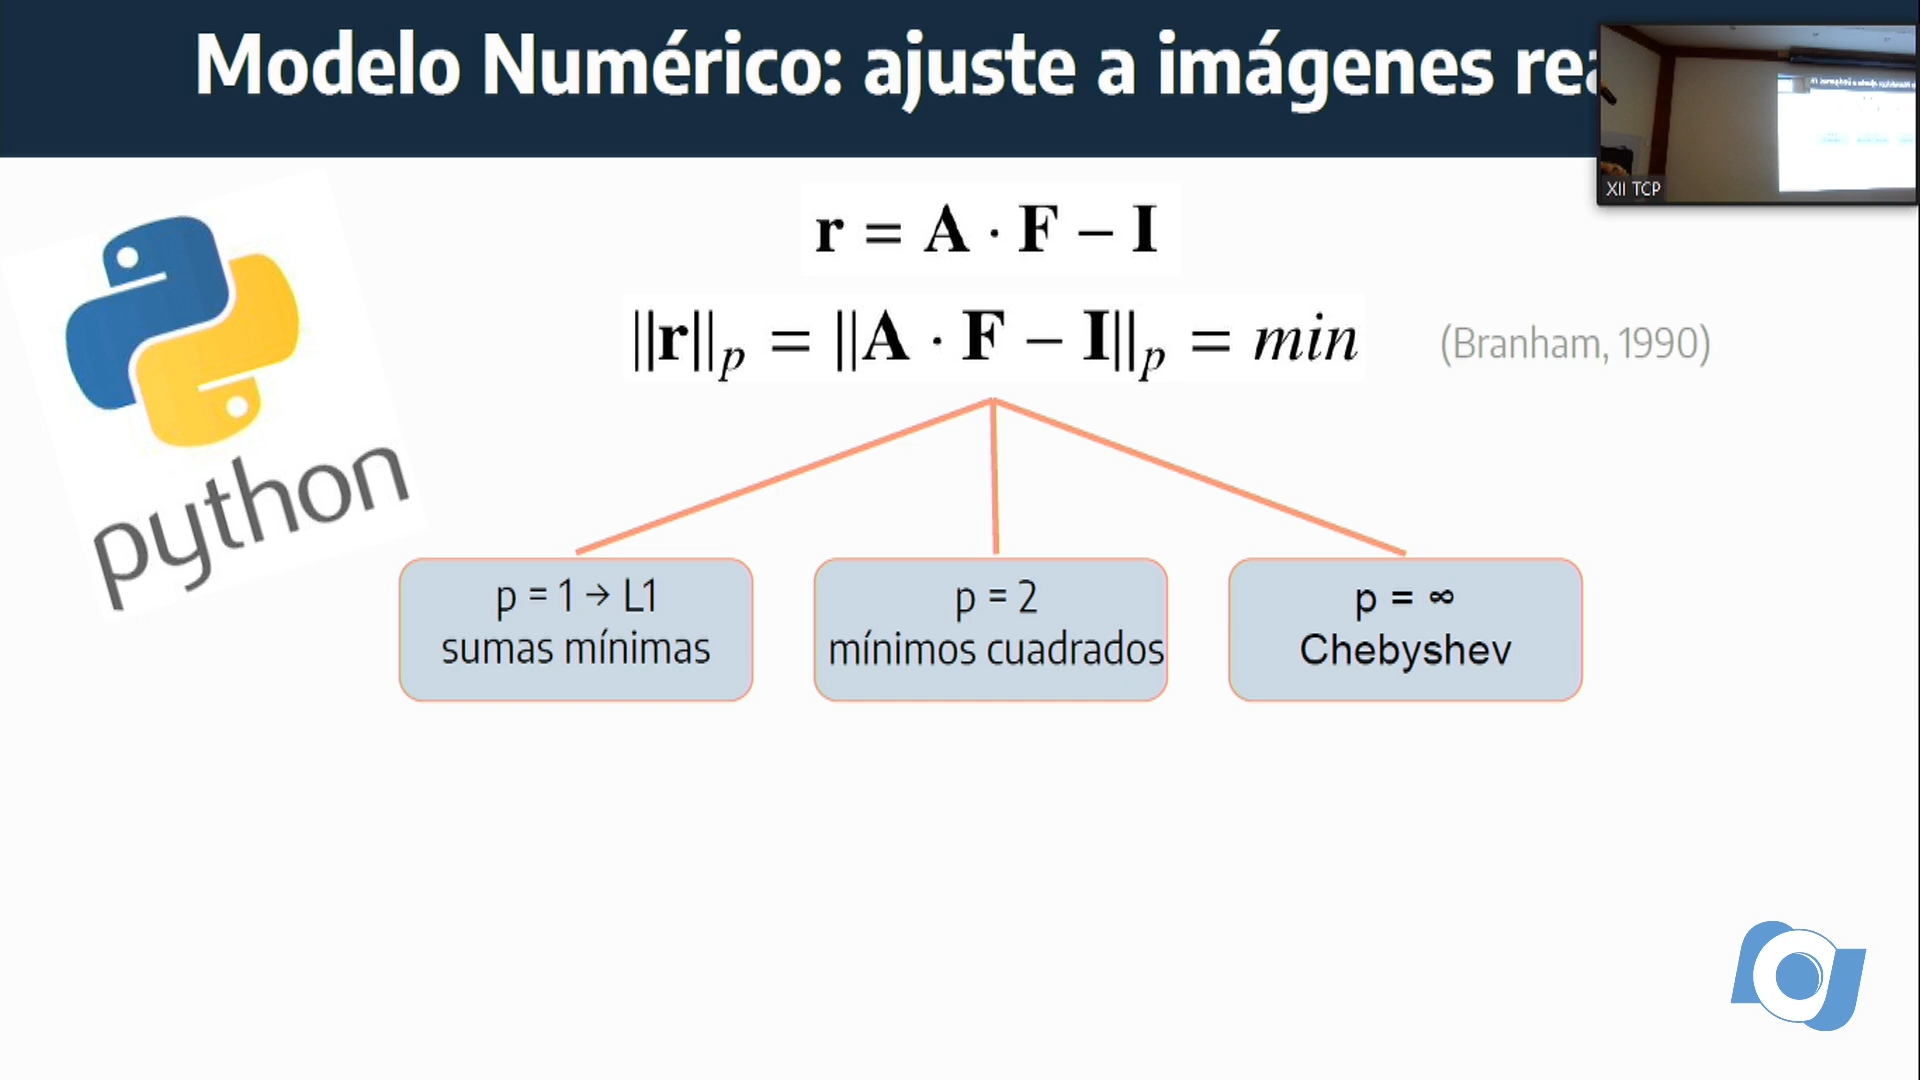 Modelo Numérico: ajuste a imágenes rea
XII TCP
r = A · F − I
||r||p = ||A · F − I||p = min
(Branham, 1990)
python
p = 1 → L1
sumas mínimas
p = 2
mínimos cuadrados
p = ∞
Chebyshev